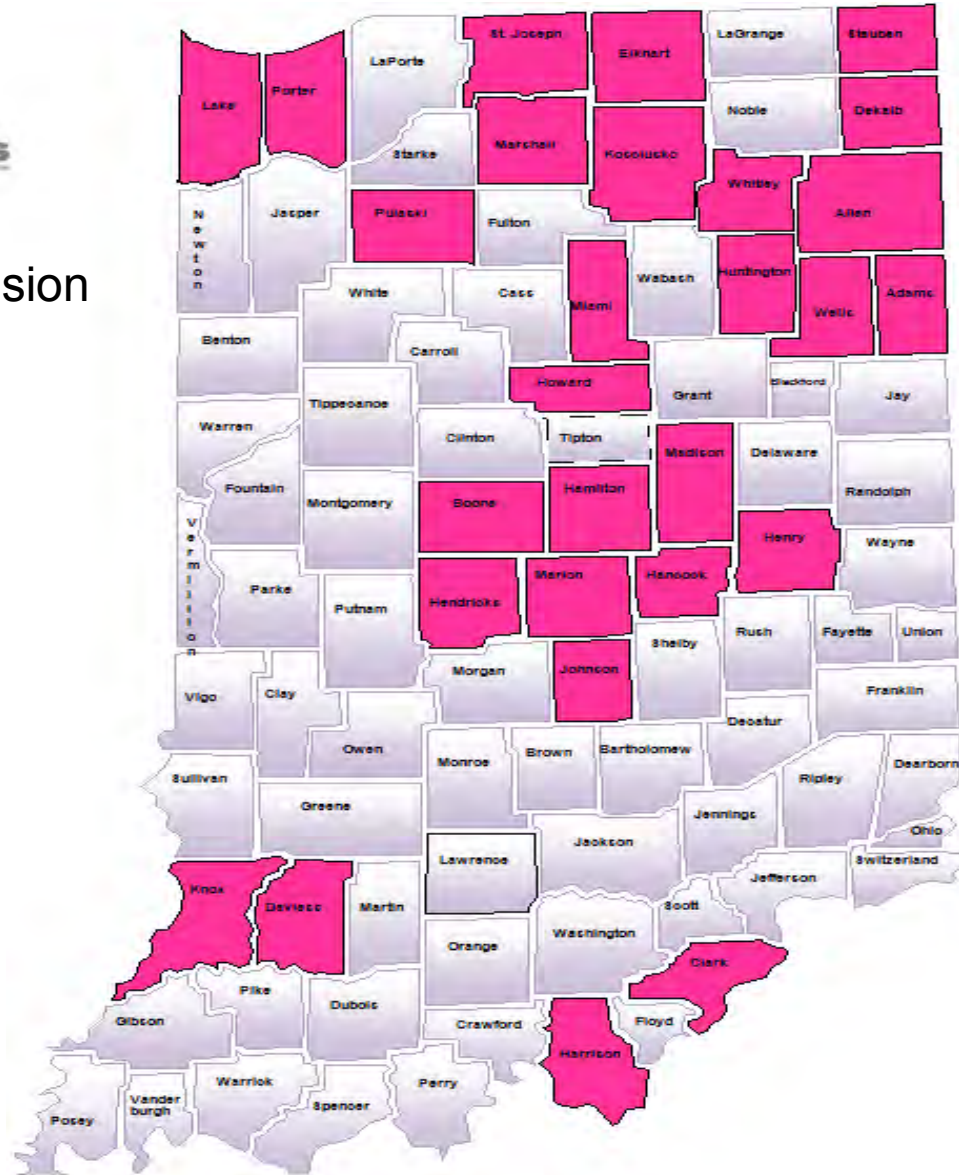 St. Joseph
Elkhart
LaGrange
Steuben
LaPorte
Lake
Porter
Noble
Dekalb
Starke
Marshall
Kosciusko
Whitley
Allen
Newton
Jasper
Pulaski
Fulton
sion
White
Cass
Miami
Wabash
Huntington
Wells
Adams
Benton
Carroll
Howard
Grant
Blackford
Jay
Tippecanoe
Warren
Clinton
Tipton
Madison
Delaware
Fountain
Montgomery
Boone
Hamilton
Randolph
Vermillion
Henry
Wayne
Parke
Putnam
Hendricks
Marion
Hancock
Shelby
Rush
Fayette
Union
Morgan
Johnson
Vigo
Clay
Franklin
Decatur
Owen
Monroe
Brown
Bartholomew
Sullivan
Ripley
Dearborn
Greene
Jennings
Ohio
Jackson
Lawrence
Switzerland
Jefferson
Knox
Daviess
Martin
Scott
Orange
Washington
Clark
Pike
Dubois
Gibson
Crawford
Floyd
Harrison
Warrick
Perry
Vander
burgh
Spencer
Posey